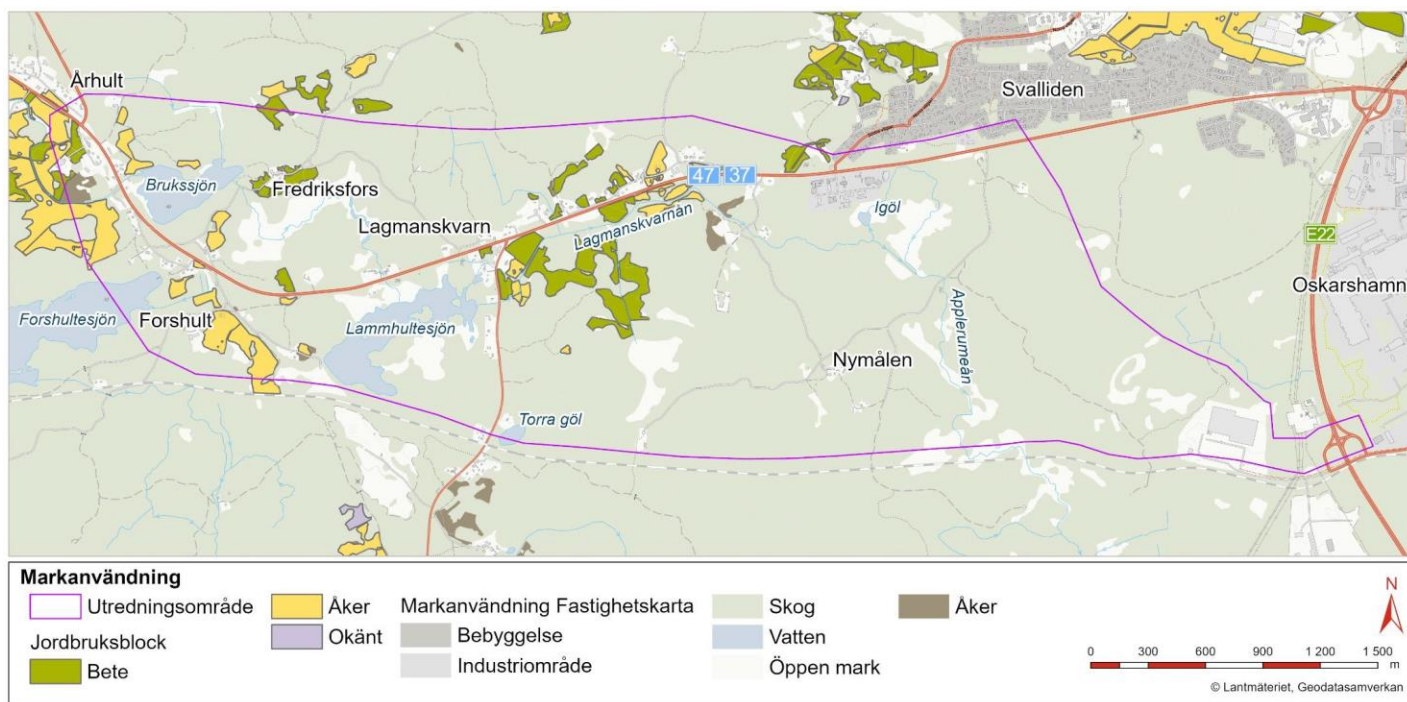 Århult
Svalliden
Brukssjön
Fredriksfors
47 37
Lagmanskvarn
Lagmanskvarnån
Igöl
E22
Oskarshamn
Forshultesjön
Forshult
Lammhultesjön
Applerumeån
Nymålen
Torra göl
Markanvändning
Utredningsområde
Jordbruksblock
Bete
Åker
Okänt
Markanvändning Fastighetskarta
Bebyggelse
Industriområde
Skog
Vatten
Öppen mark
Åker
N
0 300 600 900 1 200 1 500
m
© Lantmäteriet, Geodatasamverkan